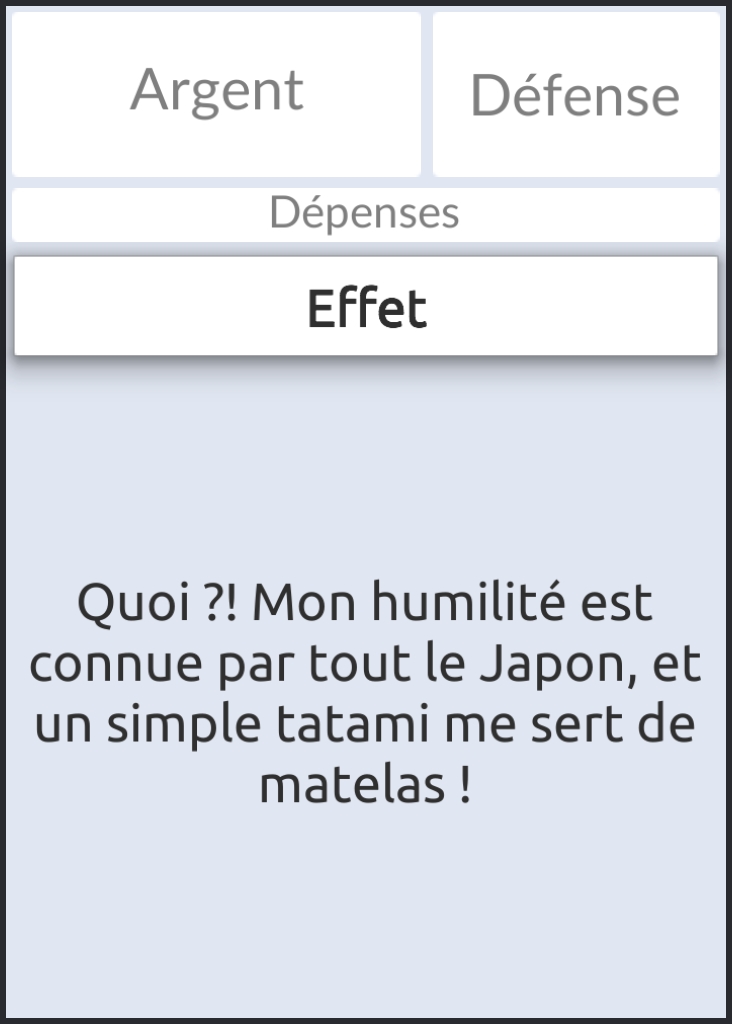 Argent
Défense
Dépenses
Effet
Quoi ?! Mon humilité est
connue par tout le Japon, et
un simple tatami me sert de
matelas !